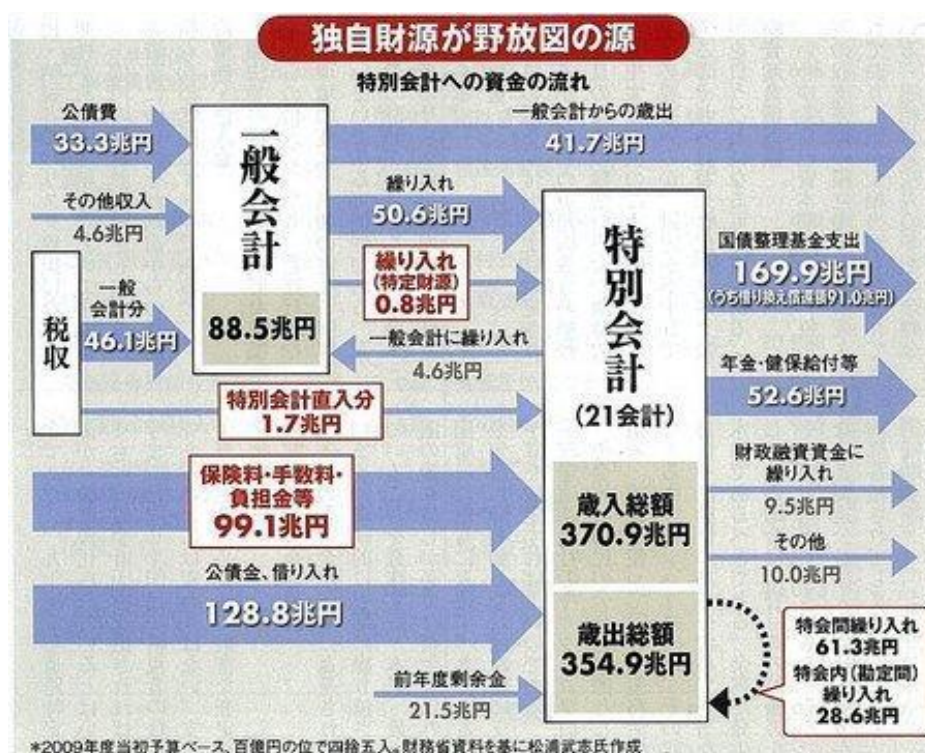 独自財源が野放図の源
特別会計への資金の流れ
公債費
33.3兆円
一般会計からの歳出
41.7兆円
一般会計
その他収入
4.6兆円
繰り入れ
50.6兆円
特別会計
(21会計)
国債整理基金支出
169.9兆円
(うち借り換え償還額91.0兆円)
繰り入れ
(特定財源)
0.8兆円
税収
一般
会計分
46.1兆円
88.5兆円
一般会計に繰り入れ
4.6兆円
年金・健保給付等
52.6兆円
特別会計直入分
1.7兆円
財政融資資金に
繰り入れ
9.5兆円
保険料・手数料・
負担金等
99.1兆円
歳入総額
370.9兆円
その他
10.0兆円
公債金、借り入れ
128.8兆円
歳出総額
354.9兆円
特会間繰り入れ
61.3兆円
特会内(勘定間)
繰り入れ
28.6兆円
前年度剰余金
21.5兆円
*2009年度当初予算ベース、百億円の位で四捨五入。財務省資料を基に松浦武志氏作成